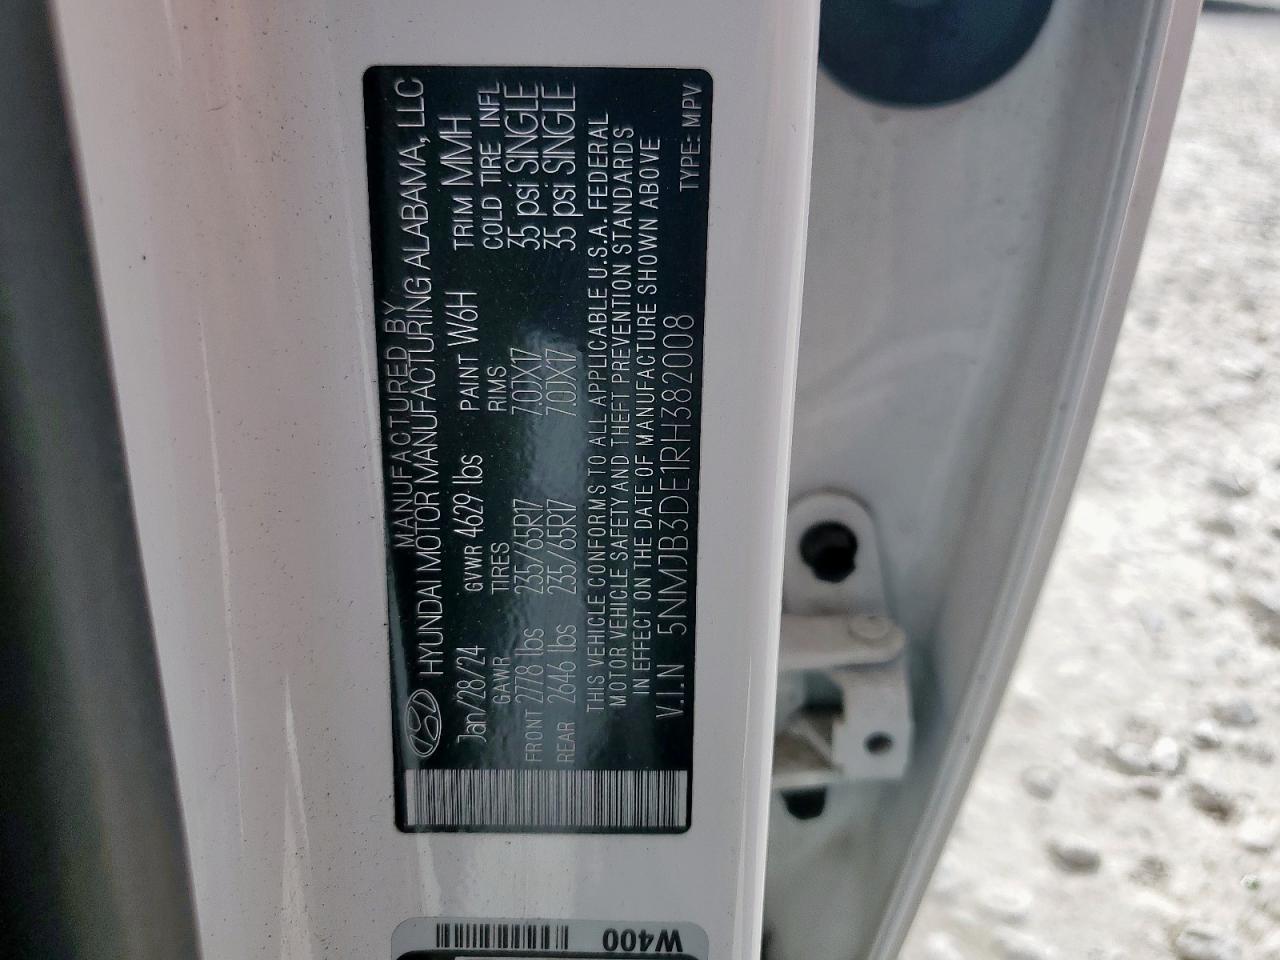 MANUFACTURED BY
HYUNDAI MOTOR MANUFACTURING ALABAMA, LLC
Jan/28/24 GVWR 4629 lbs PAINT W6H TRIM MMH
GAWR TIRES RIMS COLD TIRE INFL
FRONT 2778 lbs 235/65R17 7.0JX17 35 psi SINGLE
REAR 2646 lbs 235/65R17 7.0JX17 35 psi SINGLE
THIS VEHICLE CONFORMS TO ALL APPLICABLE U.S.A. FEDERAL
MOTOR VEHICLE SAFETY AND THEFT PREVENTION STANDARDS
IN EFFECT ON THE DATE OF MANUFACTURE SHOWN ABOVE
V.I.N 5NMJB3DE1RH382008
TYPE: MPV
W400